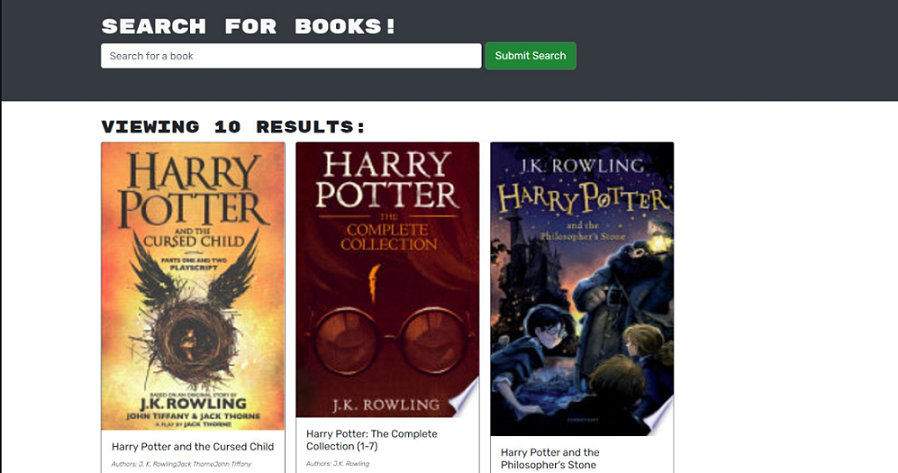 SEARCH FOR BOOKS!
Search for a book
Submit Search
VIEWING 10 RESULTS:
HARRY
POTTER
AND THE
CURSED CHILD
PARTS ONE AND TWO
PLAYSCRIPT
BASED ON AN ORIGINAL STORY BY
J.K. ROWLING
JOHN TIFFANY & JACK THORNE
A PLAY BY JACK THORNE
Harry Potter and the Cursed Child
Authors: J. K. RowlingJack ThorneJohn Tiffany
HARRY
POTTER
THE
COMPLETE
COLLECTION
J.K. ROWLING
Harry Potter: The Complete
Collection (1-7)
Authors: J.K. Rowling
J.K. ROWLING
HARRY POTTER
and the
Philosopher's Stone
Harry Potter and the
Philosopher's Stone